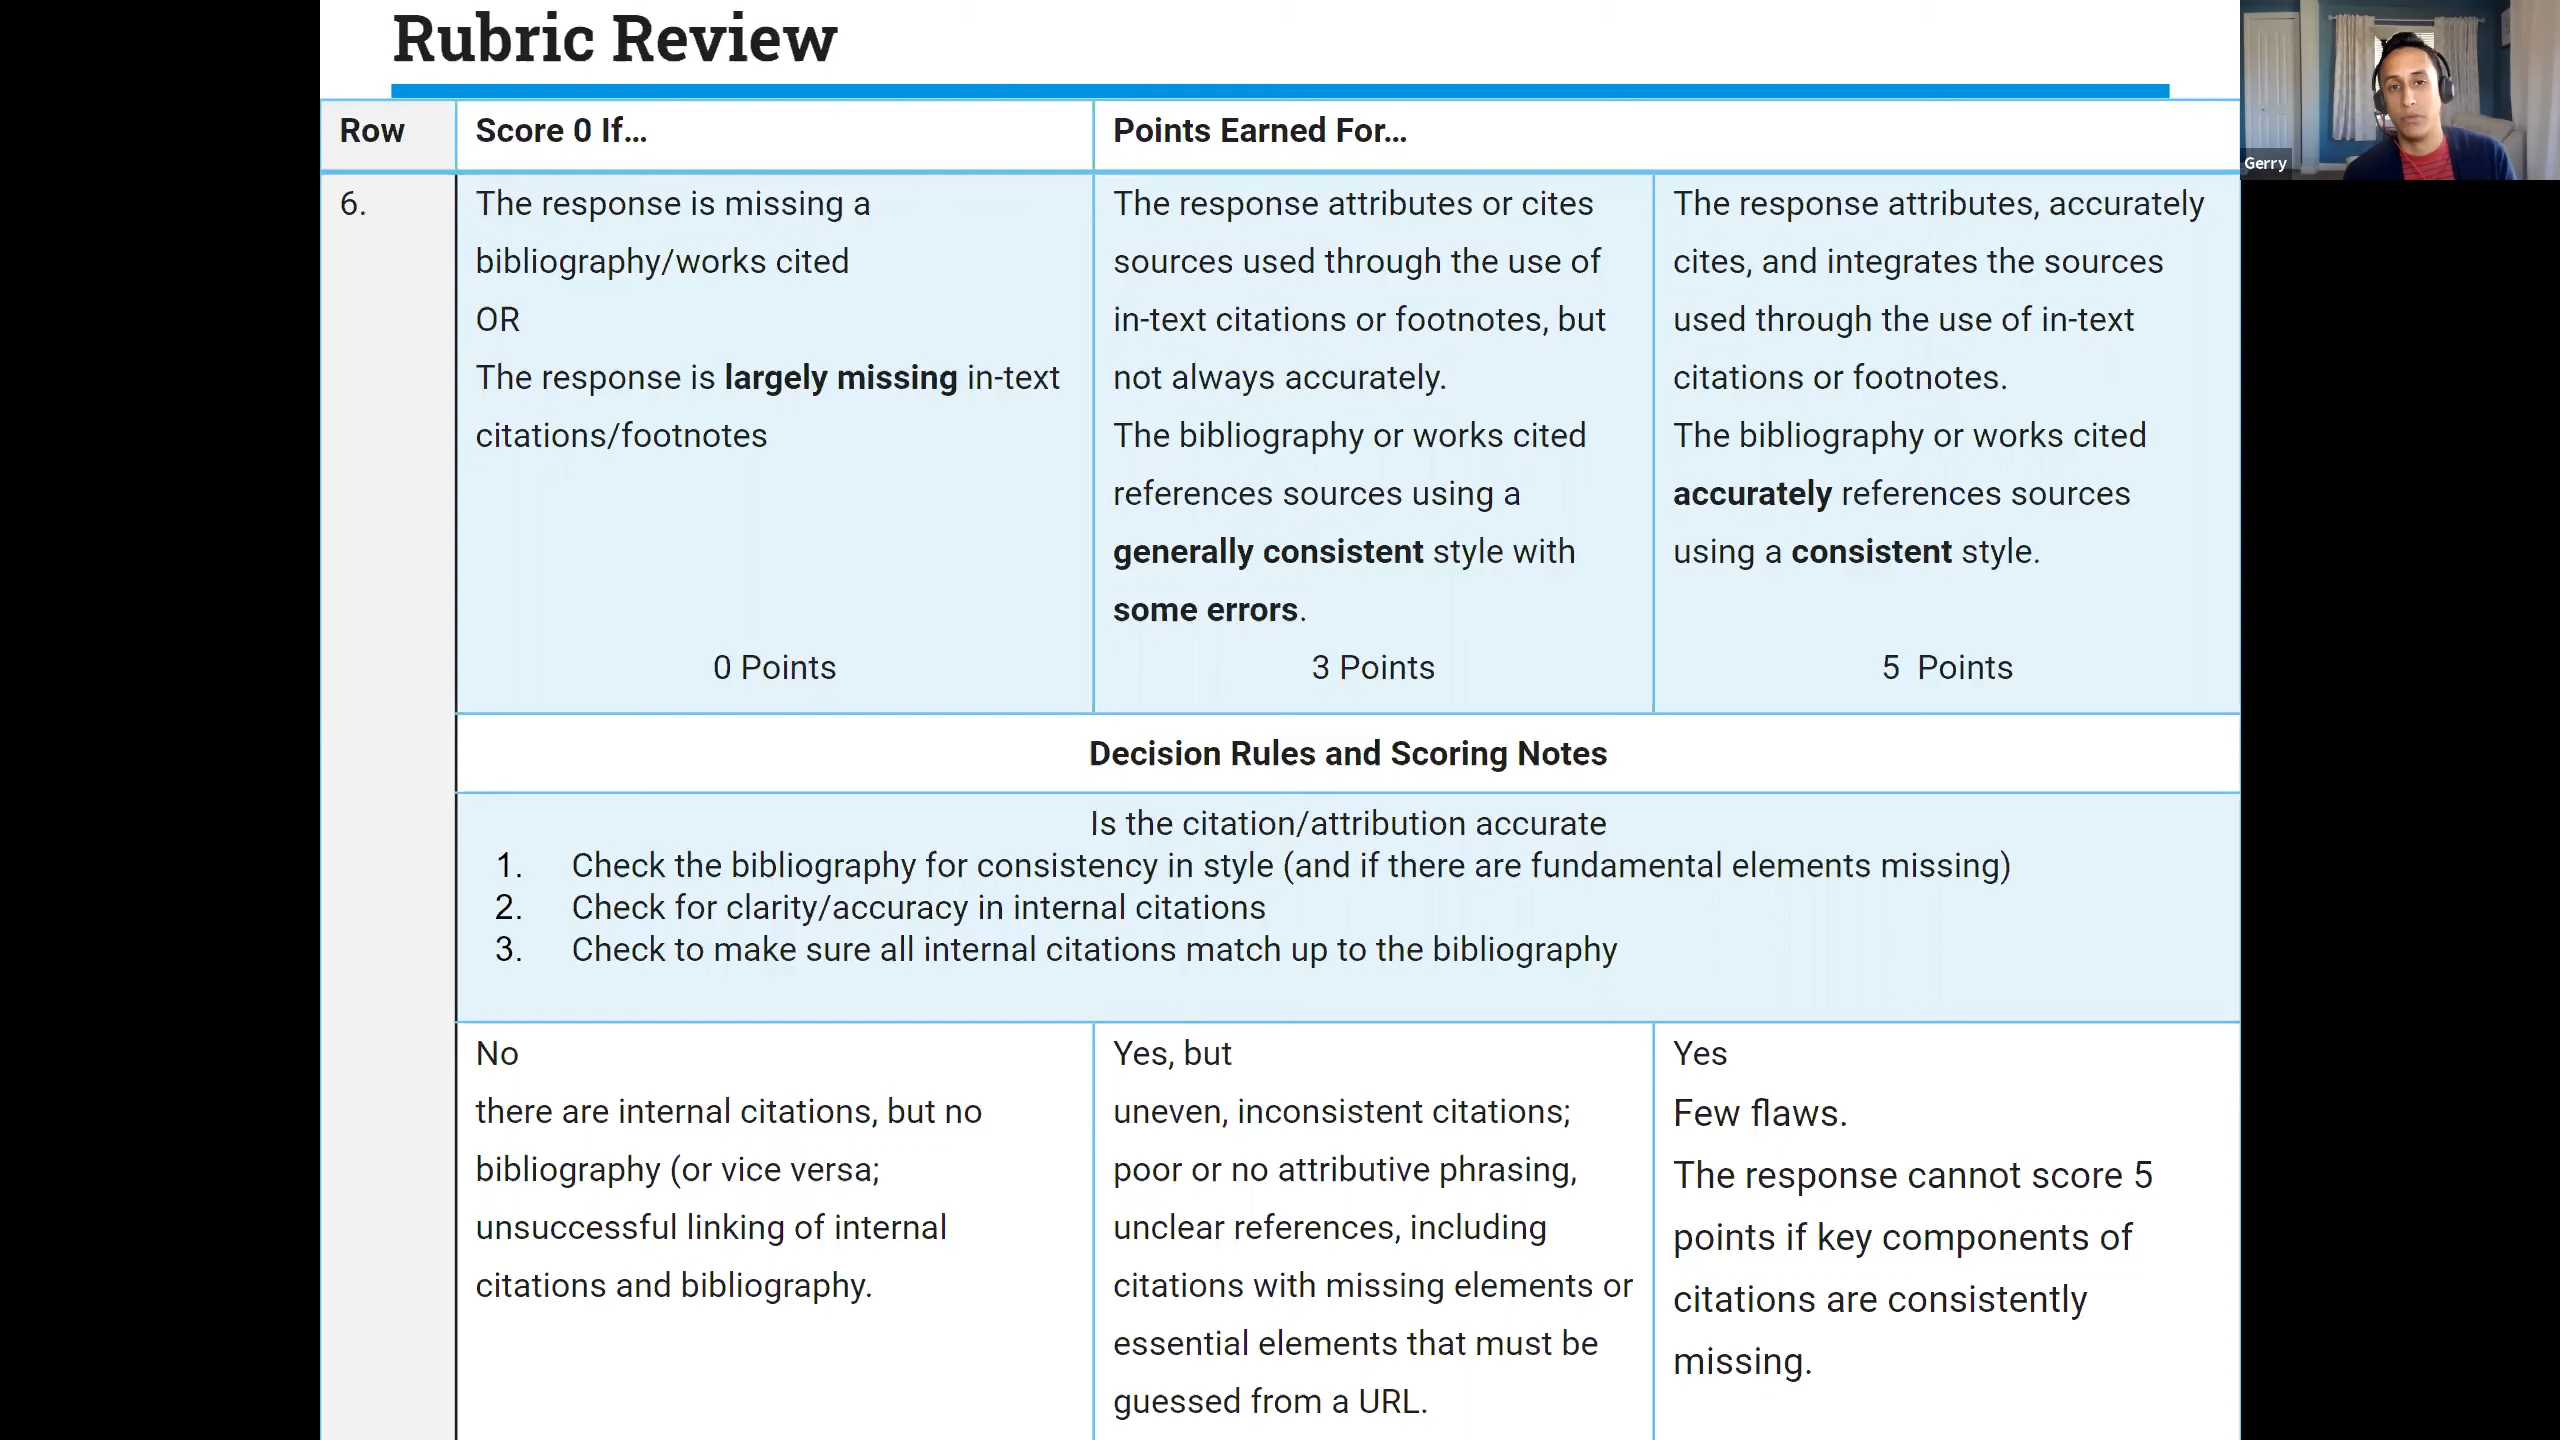 Rubric Review
Gerry
Row
Score 0 If...
Points Earned For...
6.
The response is missing a
bibliography/works cited
OR
The response is largely missing in-text
citations/footnotes
0 Points
The response attributes or cites
sources used through the use of
in-text citations or footnotes, but
not always accurately.
The bibliography or works cited
references sources using a
generally consistent style with
some errors.
3 Points
The response attributes, accurately
cites, and integrates the sources
used through the use of in-text
citations or footnotes.
The bibliography or works cited
accurately references sources
using a consistent style.
5 Points
Decision Rules and Scoring Notes
Is the citation/attribution accurate
1. Check the bibliography for consistency in style (and if there are fundamental elements missing)
2. Check for clarity/accuracy in internal citations
3. Check to make sure all internal citations match up to the bibliography
No
there are internal citations, but no
bibliography (or vice versa;
unsuccessful linking of internal
citations and bibliography.
Yes, but
uneven, inconsistent citations;
poor or no attributive phrasing,
unclear references, including
citations with missing elements or
essential elements that must be
guessed from a URL.
Yes
Few flaws.
The response cannot score 5
points if key components of
citations are consistently
missing.